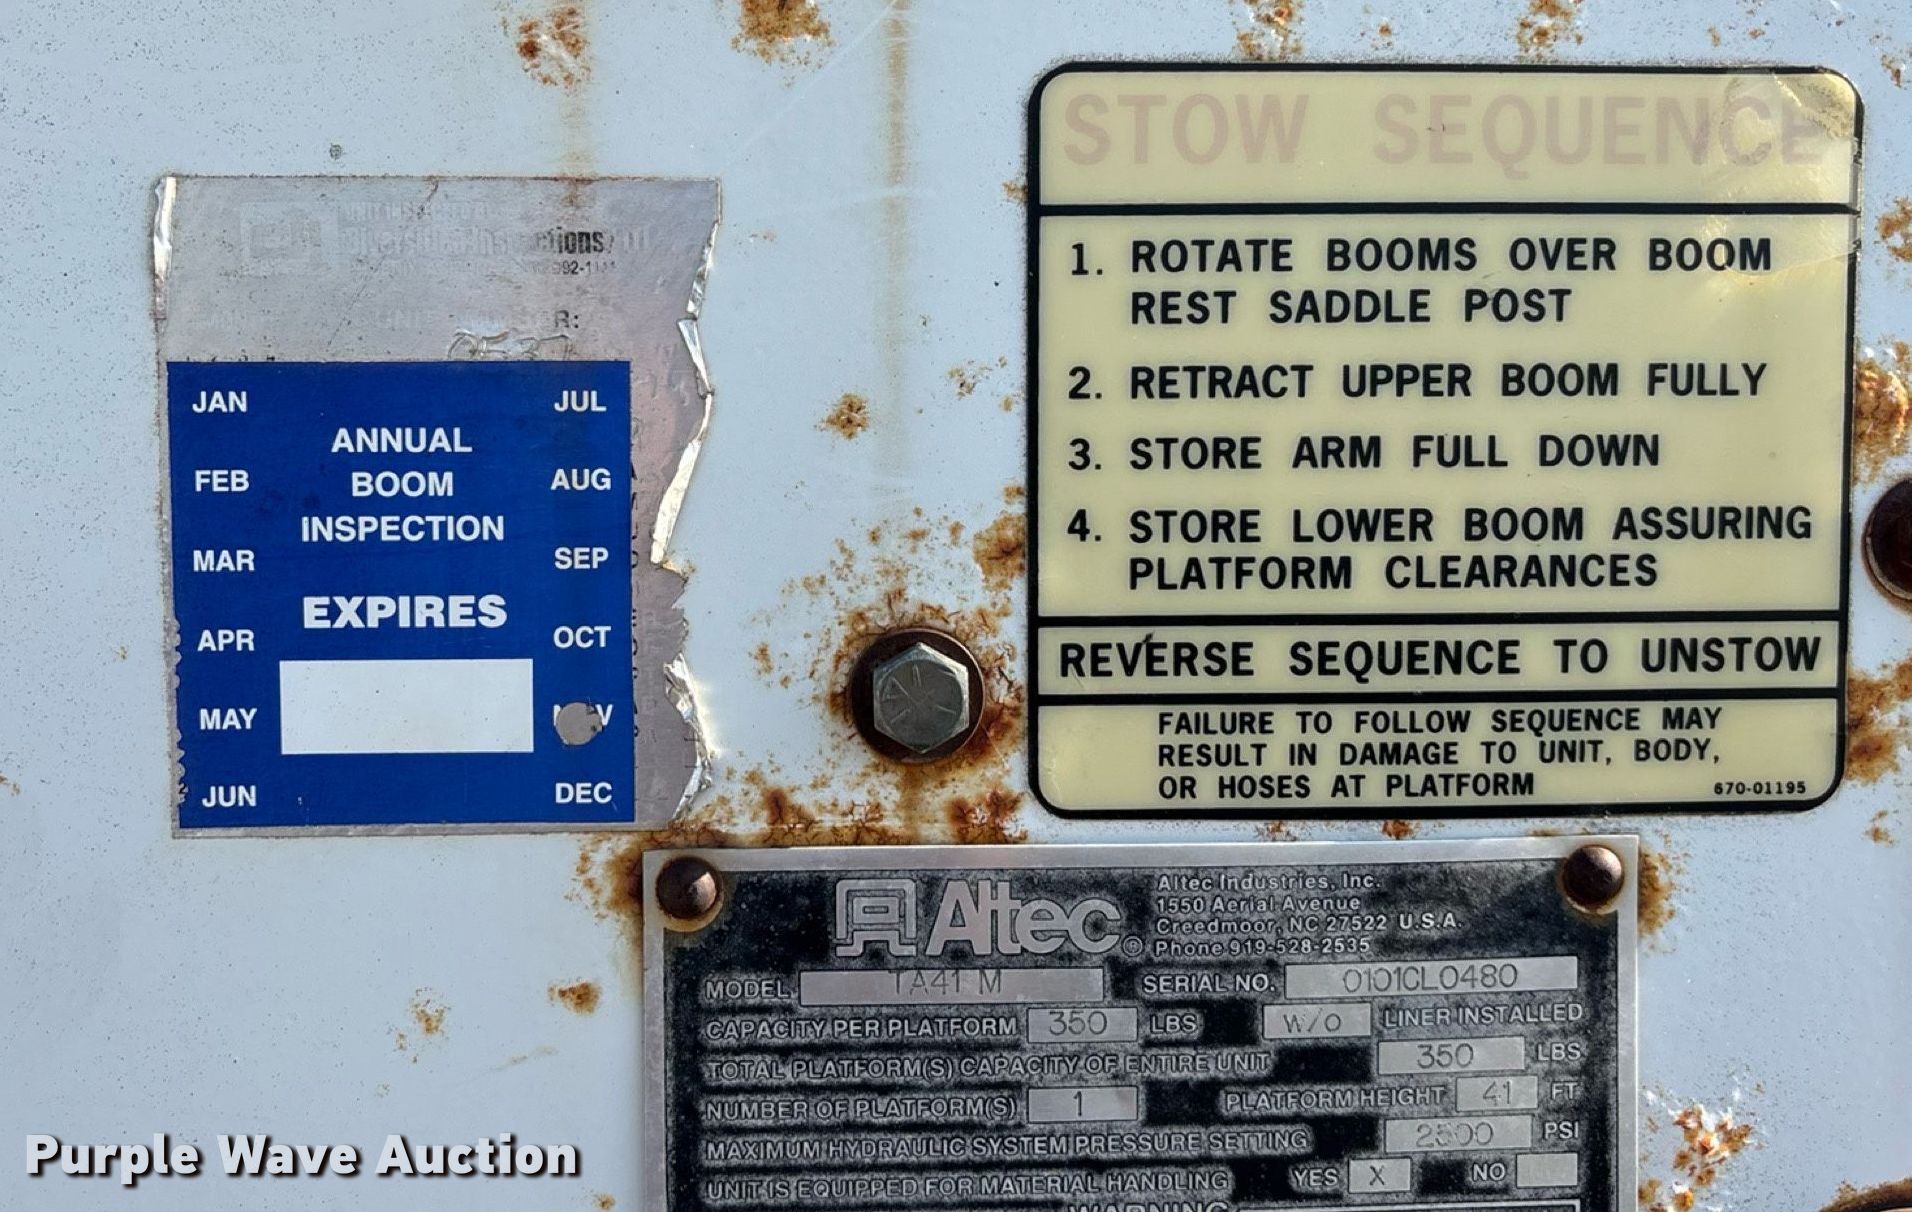 JAN
FEB
MAR
APR
MAY
JUN
ANNUAL
BOOM
INSPECTION
EXPIRES
JUL
AUG
SEP
OCT
DEC
STOW SEQUENCE
1. ROTATE BOOMS OVER BOOM
REST SADDLE POST
2. RETRACT UPPER BOOM FULLY
3. STORE ARM FULL DOWN
4. STORE LOWER BOOM ASSURING
PLATFORM CLEARANCES
REVERSE SEQUENCE TO UNSTOW
FAILURE TO FOLLOW SEQUENCE MAY
RESULT IN DAMAGE TO UNIT, BODY,
OR HOSES AT PLATFORM
670-01195
Altec®
Altec Industries, Inc.
1550 Aerial Avenue
Creedmoor, NC 27522 U.S.A.
Phone 919-528-2535
MODEL TA41 M SERIAL NO. 0101CL0480
CAPACITY PER PLATFORM 350 LBS W/O LINER INSTALLED
TOTAL PLATFORM(S) CAPACITY OF ENTIRE UNIT 350 LBS
NUMBER OF PLATFORM(S) 1 PLATFORM HEIGHT 41 FT
MAXIMUM HYDRAULIC SYSTEM PRESSURE SETTING 2500 PSI
UNIT IS EQUIPPED FOR MATERIAL HANDLING YES X NO
WARNING
Purple Wave Auction